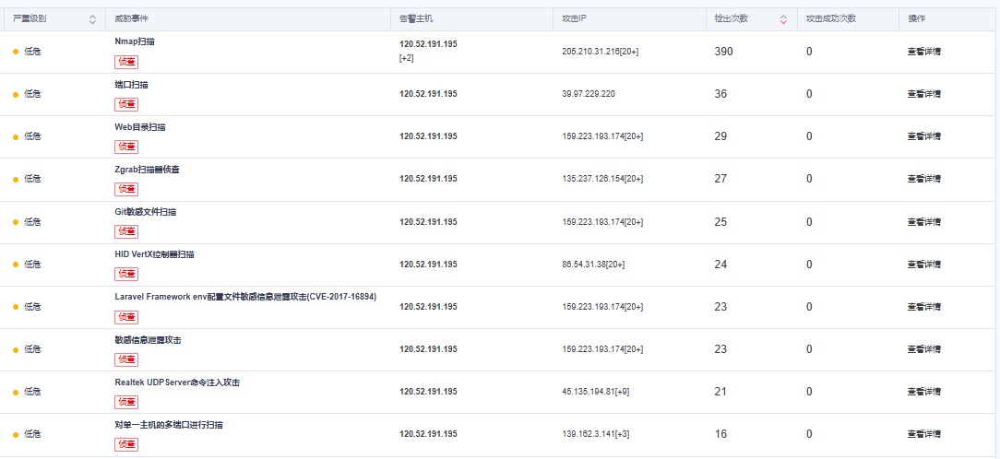 严重级别 威胁事件 告警主机 攻击IP 检出次数 攻击成功次数 操作
低危 Nmap扫描 侦查 120.52.191.195 [+2] 205.210.31.216[20+] 390 0 查看详情
低危 端口扫描 侦查 120.52.191.195 39.97.229.220 36 0 查看详情
低危 Web目录扫描 侦查 120.52.191.195 159.223.193.174[20+] 29 0 查看详情
低危 Zgrab扫描器侦查 侦查 120.52.191.195 135.237.126.154[20+] 27 0 查看详情
低危 Git敏感文件扫描 侦查 120.52.191.195 159.223.193.174[20+] 25 0 查看详情
低危 HID VertX控制器扫描 侦查 120.52.191.195 86.54.31.38[20+] 24 0 查看详情
低危 Laravel Framework env配置文件敏感信息泄露攻击(CVE-2017-16894) 侦查 120.52.191.195 159.223.193.174[20+] 23 0 查看详情
低危 敏感信息泄露攻击 侦查 120.52.191.195 159.223.193.174[20+] 23 0 查看详情
低危 Realtek UDPServer命令注入攻击 侦查 120.52.191.195 45.135.194.81[+9] 21 0 查看详情
低危 对单一主机的多端口进行扫描 侦查 120.52.191.195 139.162.3.141[+3] 16 0 查看详情